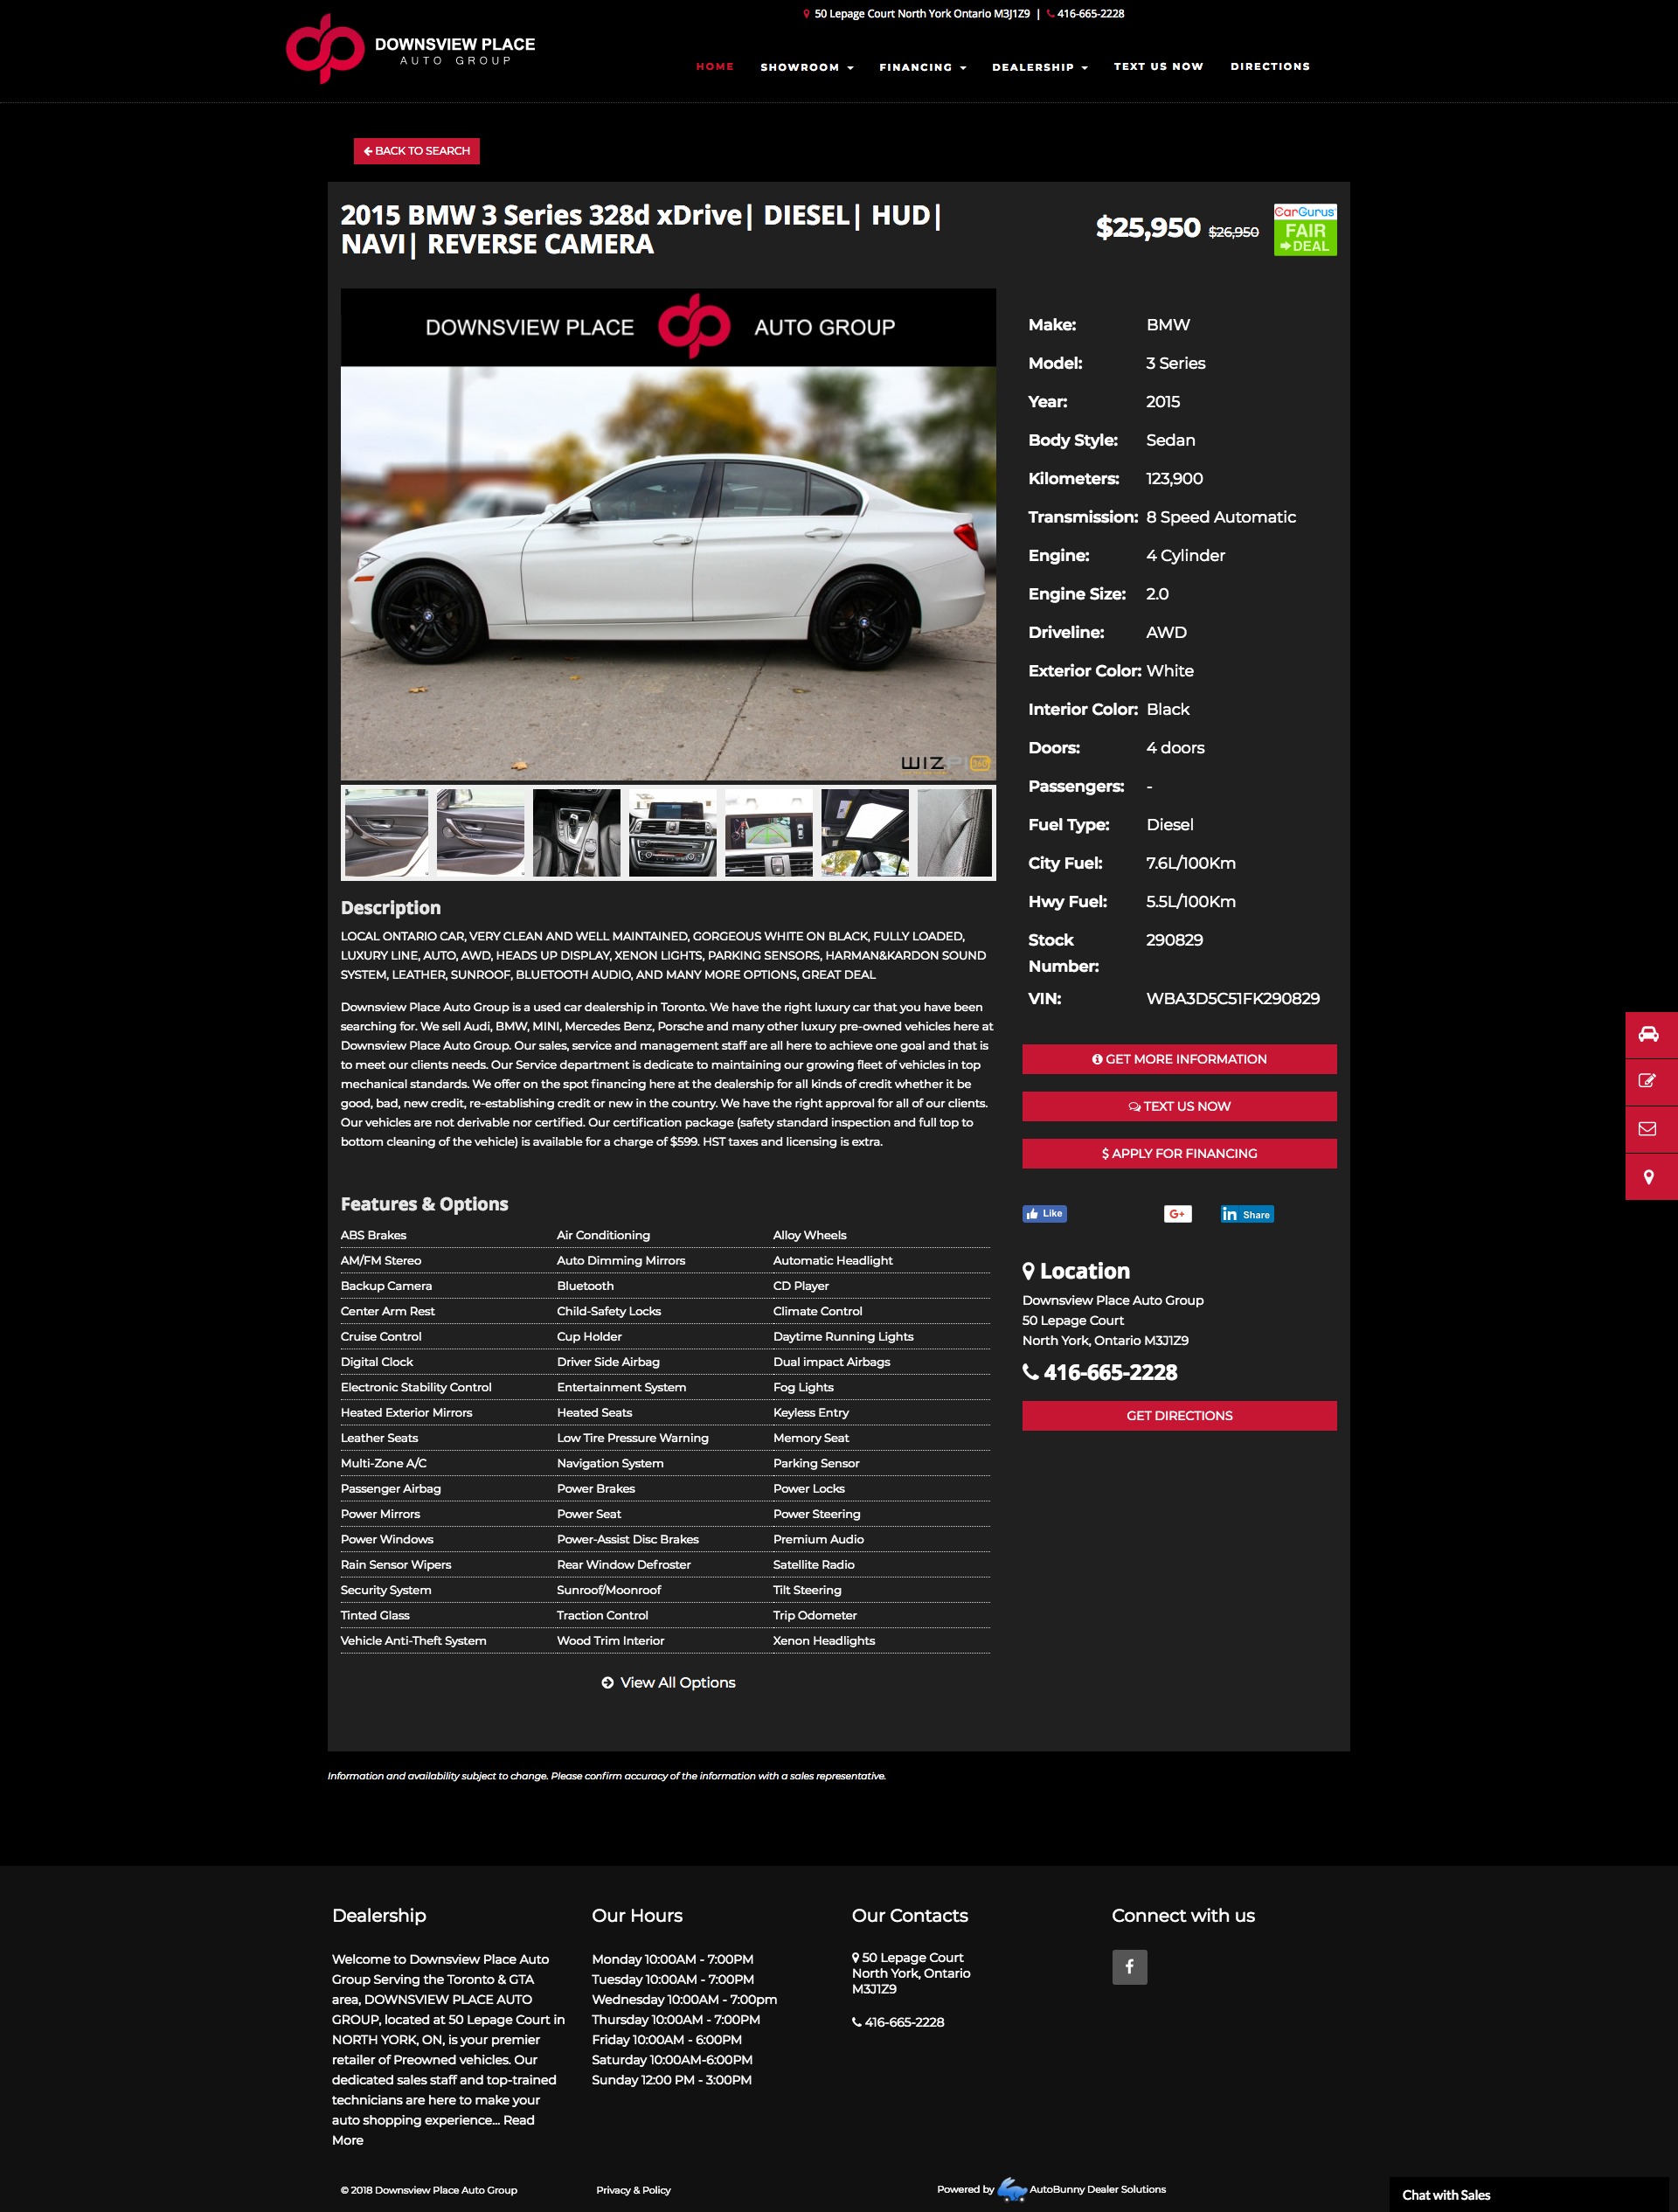 50 Lepage Court North York Ontario M3J1Z9 | 416-665-2228
DOWNSVIEW PLACE
AUTO GROUP
HOME SHOWROOM FINANCING DEALERSHIP TEXT US NOW DIRECTIONS
BACK TO SEARCH
2015 BMW 3 Series 328d xDrive| DIESEL| HUD|
NAVI| REVERSE CAMERA
$25,950 $26,950
CarGurus
FAIR
DEAL
DOWNSVIEW PLACE dp AUTO GROUP
WIZ
360°
Make: BMW
Model: 3 Series
Year: 2015
Body Style: Sedan
Kilometers: 123,900
Transmission: 8 Speed Automatic
Engine: 4 Cylinder
Engine Size: 2.0
Driveline: AWD
Exterior Color: White
Interior Color: Black
Doors: 4 doors
Passengers: -
Fuel Type: Diesel
City Fuel: 7.6L/100Km
Hwy Fuel: 5.5L/100Km
Stock 290829
Number:
VIN: WBA3D5C51FK290829
Description
LOCAL ONTARIO CAR, VERY CLEAN AND WELL MAINTAINED, GORGEOUS WHITE ON BLACK, FULLY LOADED,
LUXURY LINE, AUTO, AWD, HEADS UP DISPLAY, XENON LIGHTS, PARKING SENSORS, HARMAN&KARDON SOUND
SYSTEM, LEATHER, SUNROOF, BLUETOOTH AUDIO, AND MANY MORE OPTIONS, GREAT DEAL
Downsview Place Auto Group is a used car dealership in Toronto. We have the right luxury car that you have been
searching for. We sell Audi, BMW, MINI, Mercedes Benz, Porsche and many other luxury pre-owned vehicles here at
Downsview Place Auto Group. Our sales, service and management staff are all here to achieve one goal and that is
to meet our clients needs. Our Service department is dedicate to maintaining our growing fleet of vehicles in top
mechanical standards. We offer on the spot financing here at the dealership for all kinds of credit whether it be
good, bad, new credit, re-establishing credit or new in the country. We have the right approval for all of our clients.
Our vehicles are not derivable nor certified. Our certification package (safety standard inspection and full top to
bottom cleaning of the vehicle) is available for a charge of $599. HST taxes and licensing is extra.
GET MORE INFORMATION
TEXT US NOW
$ APPLY FOR FINANCING
Like
G+
in Share
Location
Downsview Place Auto Group
50 Lepage Court
North York, Ontario M3J1Z9
416-665-2228
GET DIRECTIONS
Features & Options
ABS Brakes Air Conditioning Alloy Wheels
AM/FM Stereo Auto Dimming Mirrors Automatic Headlight
Backup Camera Bluetooth CD Player
Center Arm Rest Child-Safety Locks Climate Control
Cruise Control Cup Holder Daytime Running Lights
Digital Clock Driver Side Airbag Dual impact Airbags
Electronic Stability Control Entertainment System Fog Lights
Heated Exterior Mirrors Heated Seats Keyless Entry
Leather Seats Low Tire Pressure Warning Memory Seat
Multi-Zone A/C Navigation System Parking Sensor
Passenger Airbag Power Brakes Power Locks
Power Mirrors Power Seat Power Steering
Power Windows Power-Assist Disc Brakes Premium Audio
Rain Sensor Wipers Rear Window Defroster Satellite Radio
Security System Sunroof/Moonroof Tilt Steering
Tinted Glass Traction Control Trip Odometer
Vehicle Anti-Theft System Wood Trim Interior Xenon Headlights
View All Options
Information and availability subject to change. Please confirm accuracy of the information with a sales representative.
Dealership
Welcome to Downsview Place Auto
Group Serving the Toronto & GTA
area, DOWNSVIEW PLACE AUTO
GROUP, located at 50 Lepage Court in
NORTH YORK, ON, is your premier
retailer of Preowned vehicles. Our
dedicated sales staff and top-trained
technicians are here to make your
auto shopping experience... Read
More
Our Hours
Monday 10:00AM - 7:00PM
Tuesday 10:00AM - 7:00PM
Wednesday 10:00AM - 7:00pm
Thursday 10:00AM - 7:00PM
Friday 10:00AM - 6:00PM
Saturday 10:00AM-6:00PM
Sunday 12:00 PM - 3:00PM
Our Contacts
50 Lepage Court
North York, Ontario
M3J1Z9
416-665-2228
Connect with us
© 2018 Downsview Place Auto Group Privacy & Policy Powered by AutoBunny Dealer Solutions
Chat with Sales